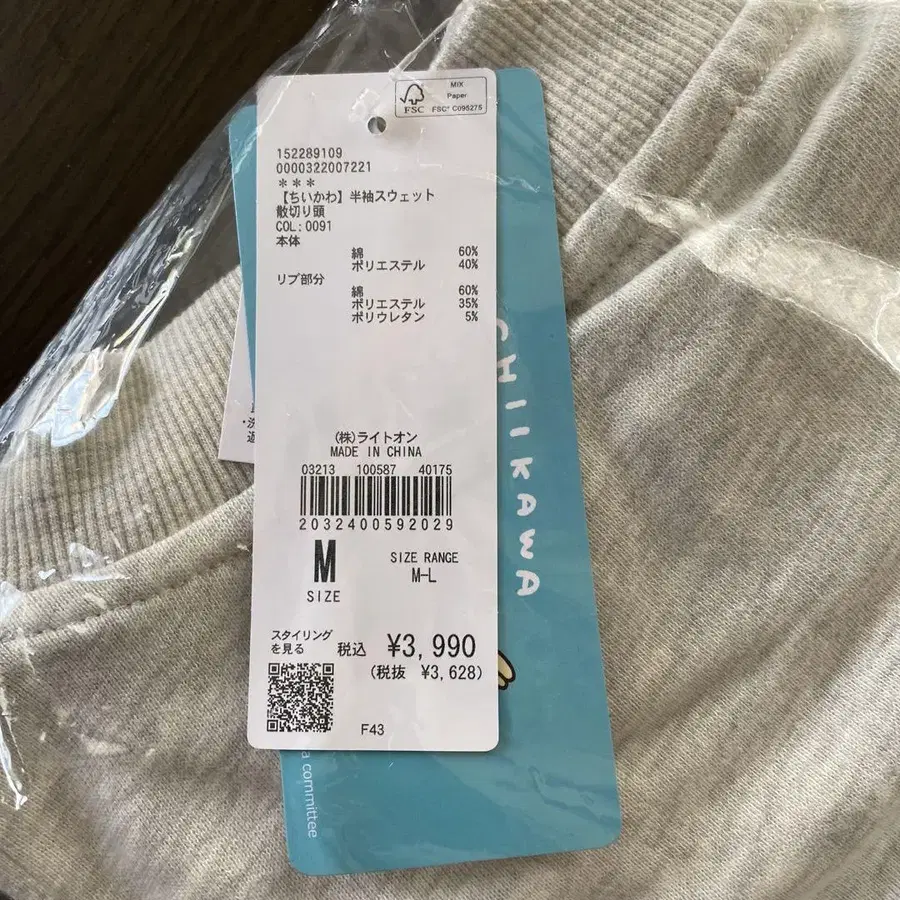 MIX
Paper
FSC
FSC® C095275
152289109
0000322007221
＊＊＊
【ちいかわ】半袖スウェット
散切り頭
COL:0091
本体
綿 60%
ポリエステル 40%
リブ部分
綿 60%
ポリエステル 35%
ポリウレタン 5%
(株)ライトオン
MADE IN CHINA
03213 100587 40175
2032400592029
M
SIZE
SIZE RANGE
M-L
スタイリング
を見る
税込 ¥3,990
(税抜 ¥3,628)
F43
CHIIKAWA
committee